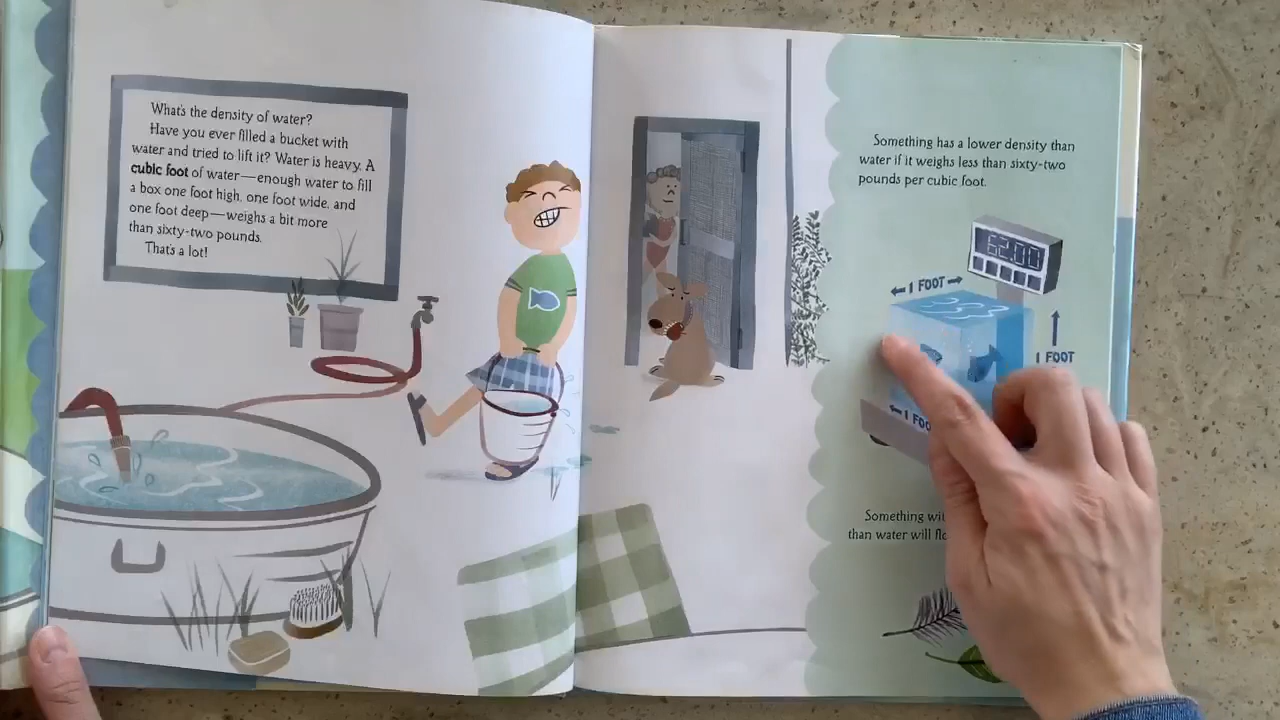 What's the density of water?
Have you ever filled a bucket with
water and tried to lift it? Water is heavy. A
cubic foot of water—enough water to fill
a box one foot high, one foot wide, and
one foot deep—weighs a bit more
than sixty-two pounds.
That's a lot!
Something has a lower density than
water if it weighs less than sixty-two
pounds per cubic foot.
62.00
← 1 FOOT →
1 FOOT
← 1 FOO
Something wit
than water will flo